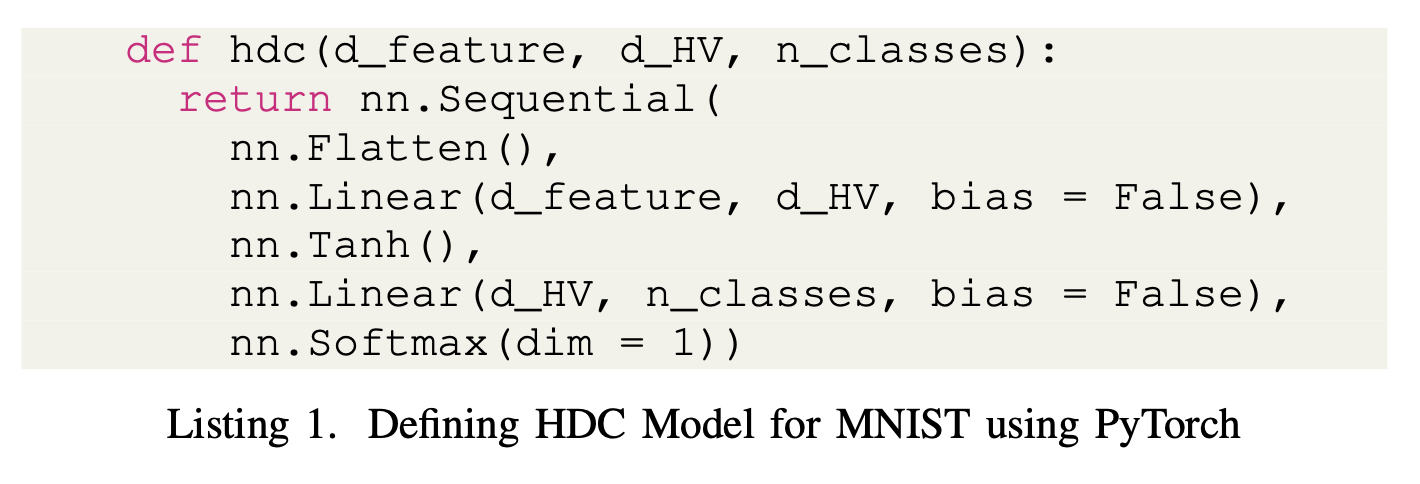 def hdc(d_feature, d_HV, n_classes):
return nn.Sequential(
nn.Flatten(),
nn.Linear(d_feature, d_HV, bias = False),
nn.Tanh(),
nn.Linear(d_HV, n_classes, bias = False),
nn.Softmax(dim = 1))
Listing 1. Defining HDC Model for MNIST using PyTorch